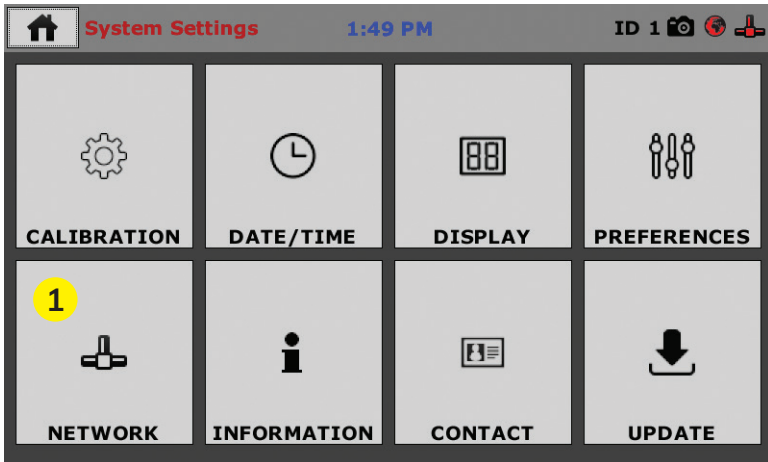 System Settings 1:49 PM ID 1
CALIBRATION DATE/TIME DISPLAY PREFERENCES
1
NETWORK INFORMATION CONTACT UPDATE